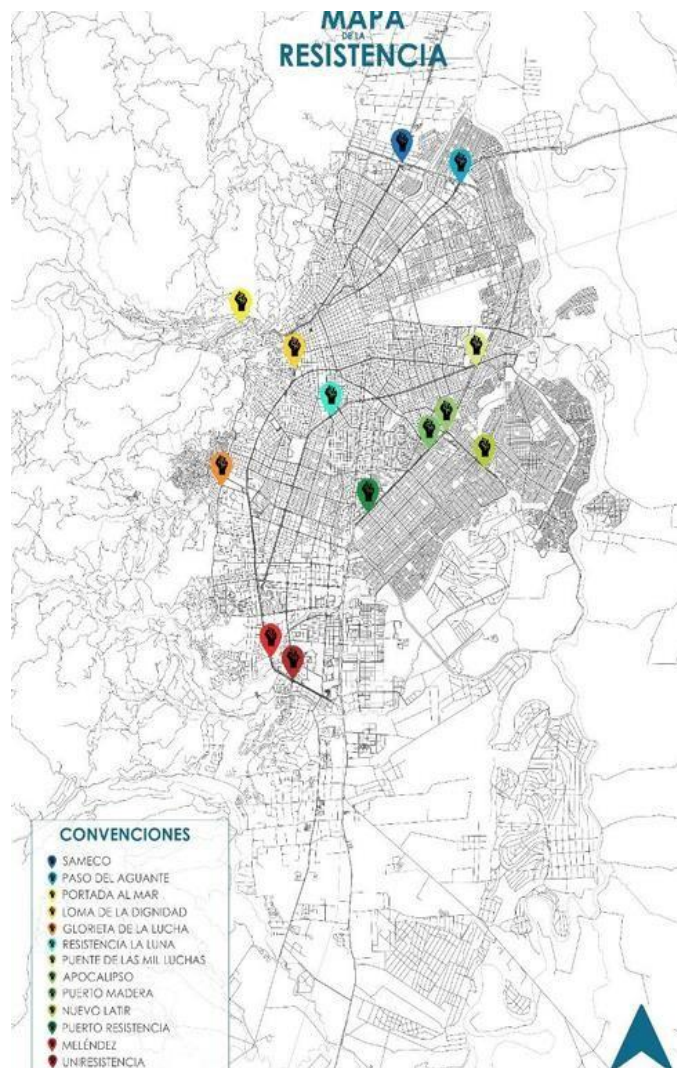 MAPA
DE LA
RESISTENCIA
CONVENCIONES
SAMECO
PASO DEL AGUANTE
PORTADA AL MAR
LOMA DE LA DIGNIDAD
GLORIETA DE LA LUCHA
RESISTENCIA LA LUNA
PUENTE DE LAS MIL LUCHAS
APOCALIPSO
PUERTO MADERA
NUEVO LATIR
PUERTO RESISTENCIA
MELÉNDEZ
UNIRESISTENCIA